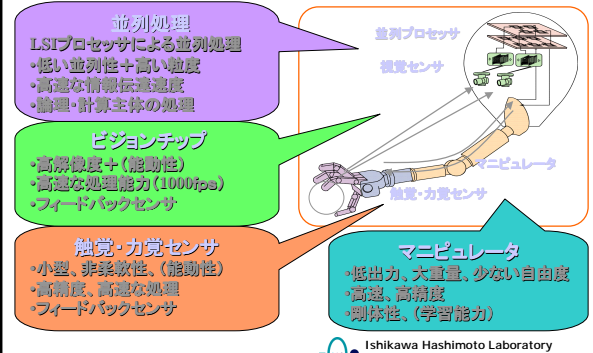 並列処理
LSIプロセッサによる並列処理
・低い並列性＋高い粒度
・高速な情報伝達速度
・論理・計算主体の処理
ビジョンチップ
・高解像度＋（能動性）
・高速な処理能力（1000fps）
・フィードバックセンサ
触覚・力覚センサ
・小型、非柔軟性、（能動性）
・高精度、高速な処理
・フィードバックセンサ
並列プロセッサ
視覚センサ
マニピュレータ
触覚・力覚センサ
マニピュレータ
・低出力、大重量、少ない自由度
・高速、高精度
・剛体性、（学習能力）
Ishikawa Hashimoto Laboratory